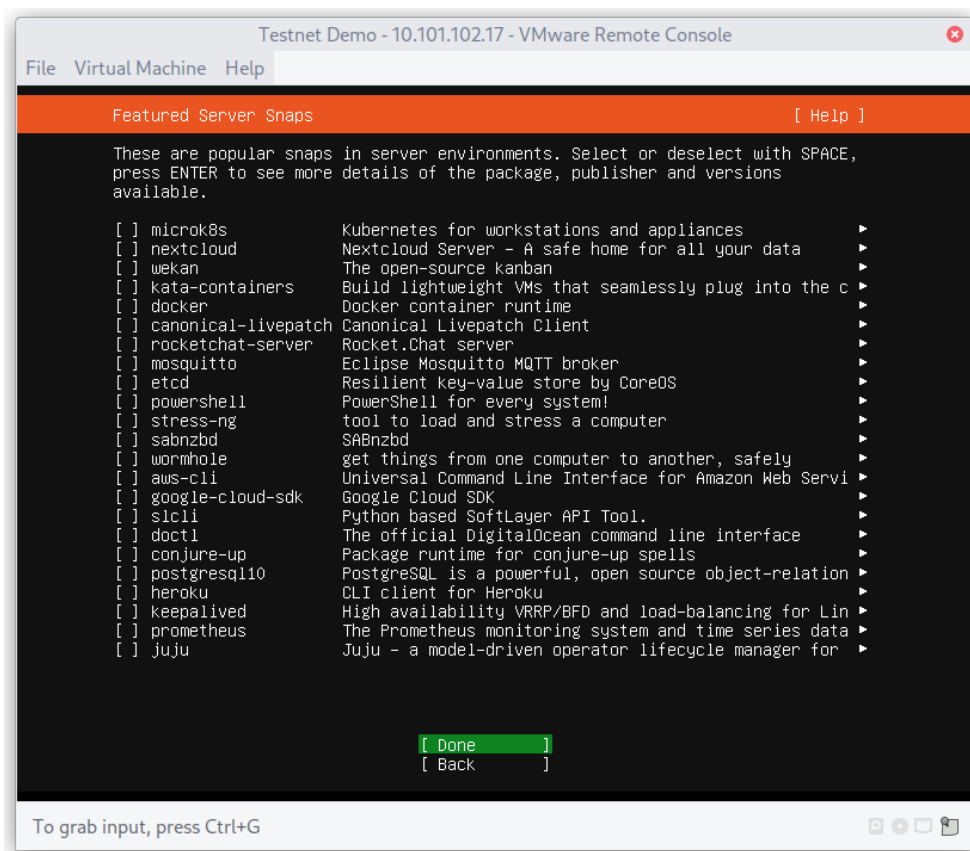 Testnet Demo - 10.101.102.17 - VMware Remote Console
File Virtual Machine Help
Featured Server Snaps [ Help ]
These are popular snaps in server environments. Select or deselect with SPACE,
press ENTER to see more details of the package, publisher and versions
available.
[ ] microk8s Kubernetes for workstations and appliances ►
[ ] nextcloud Nextcloud Server - A safe home for all your data ►
[ ] wekan The open-source kanban ►
[ ] kata-containers Build lightweight VMs that seamlessly plug into the c ►
[ ] docker Docker container runtime ►
[ ] canonical-livepatch Canonical Livepatch Client ►
[ ] rocketchat-server Rocket.Chat server ►
[ ] mosquitto Eclipse Mosquitto MQTT broker ►
[ ] etcd Resilient key-value store by CoreOS ►
[ ] powershell PowerShell for every system! ►
[ ] stress-ng tool to load and stress a computer ►
[ ] sabnzbd SABnzbd ►
[ ] wormhole get things from one computer to another, safely ►
[ ] aws-cli Universal Command Line Interface for Amazon Web Servi ►
[ ] google-cloud-sdk Google Cloud SDK ►
[ ] slcli Python based SoftLayer API Tool. ►
[ ] doctl The official DigitalOcean command line interface ►
[ ] conjure-up Package runtime for conjure-up spells ►
[ ] postgresql10 PostgreSQL is a powerful, open source object-relation ►
[ ] heroku CLI client for Heroku ►
[ ] keepalived High availability VRRP/BFD and load-balancing for Lin ►
[ ] prometheus The Prometheus monitoring system and time series data ►
[ ] juju Juju - a model-driven operator lifecycle manager for ►
[ Done ]
[ Back ]
To grab input, press Ctrl+G